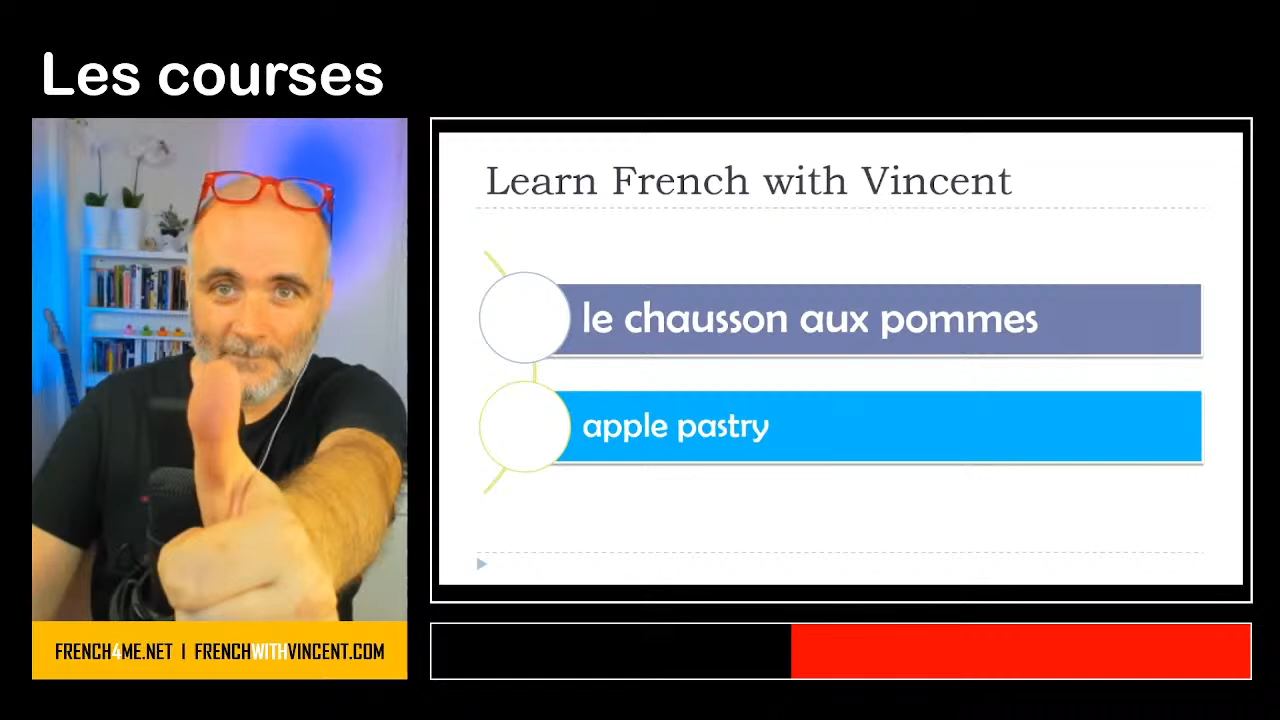 Les courses
Learn French with Vincent
le chausson aux pommes
apple pastry
FRENCH4ME.NET I FRENCHWITHVINCENT.COM